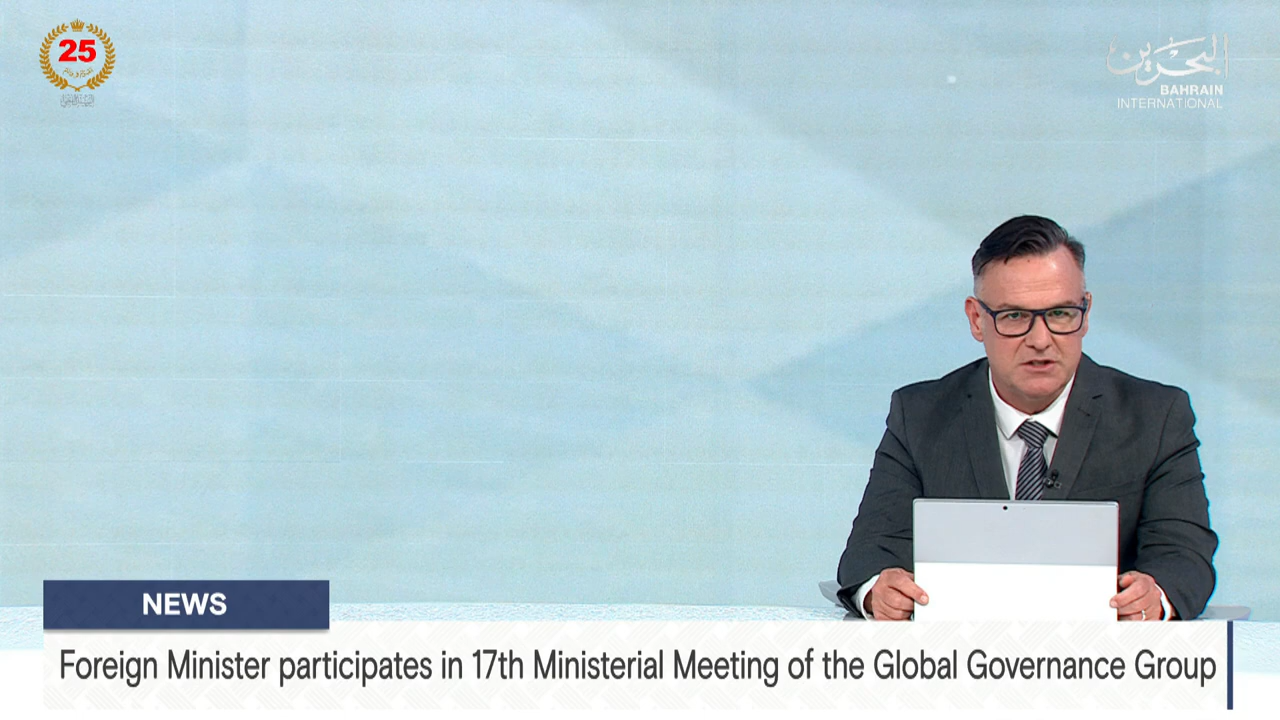 25
البحرين
BAHRAIN
INTERNATIONAL
NEWS
Foreign Minister participates in 17th Ministerial Meeting of the Global Governance Group